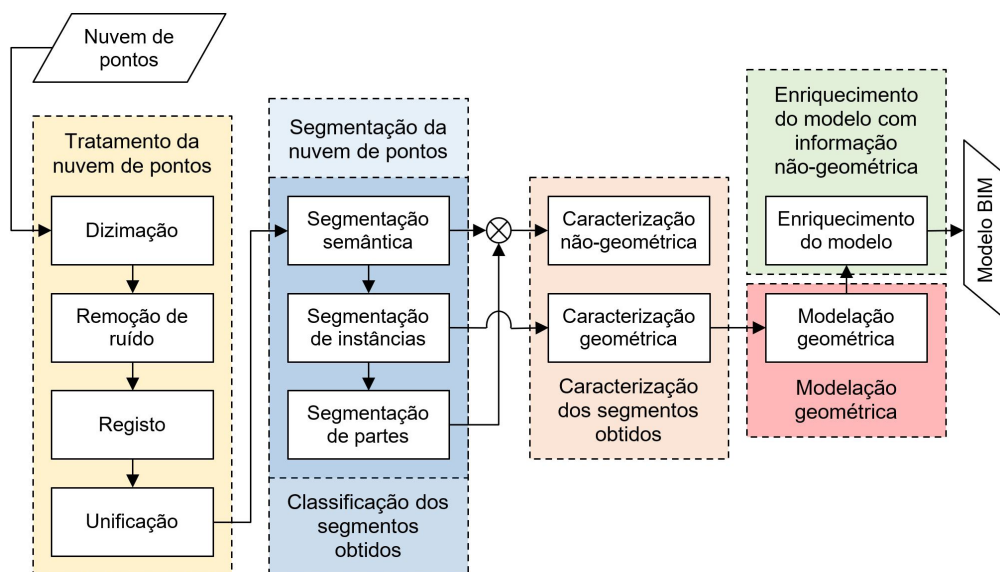 Nuvem de
pontos
Tratamento da
nuvem de pontos
Dizimação
Remoção de
ruído
Registo
Unificação
Segmentação da
nuvem de pontos
Segmentação
semântica
Segmentação
de instâncias
Segmentação
de partes
Classificação dos
segmentos
obtidos
Caracterização
não-geométrica
Caracterização
geométrica
Caracterização
dos segmentos
obtidos
Enriquecimento
do modelo com
informação
não-geométrica
Enriquecimento
do modelo
Modelação
geométrica
Modelação
geométrica
Modelo BIM